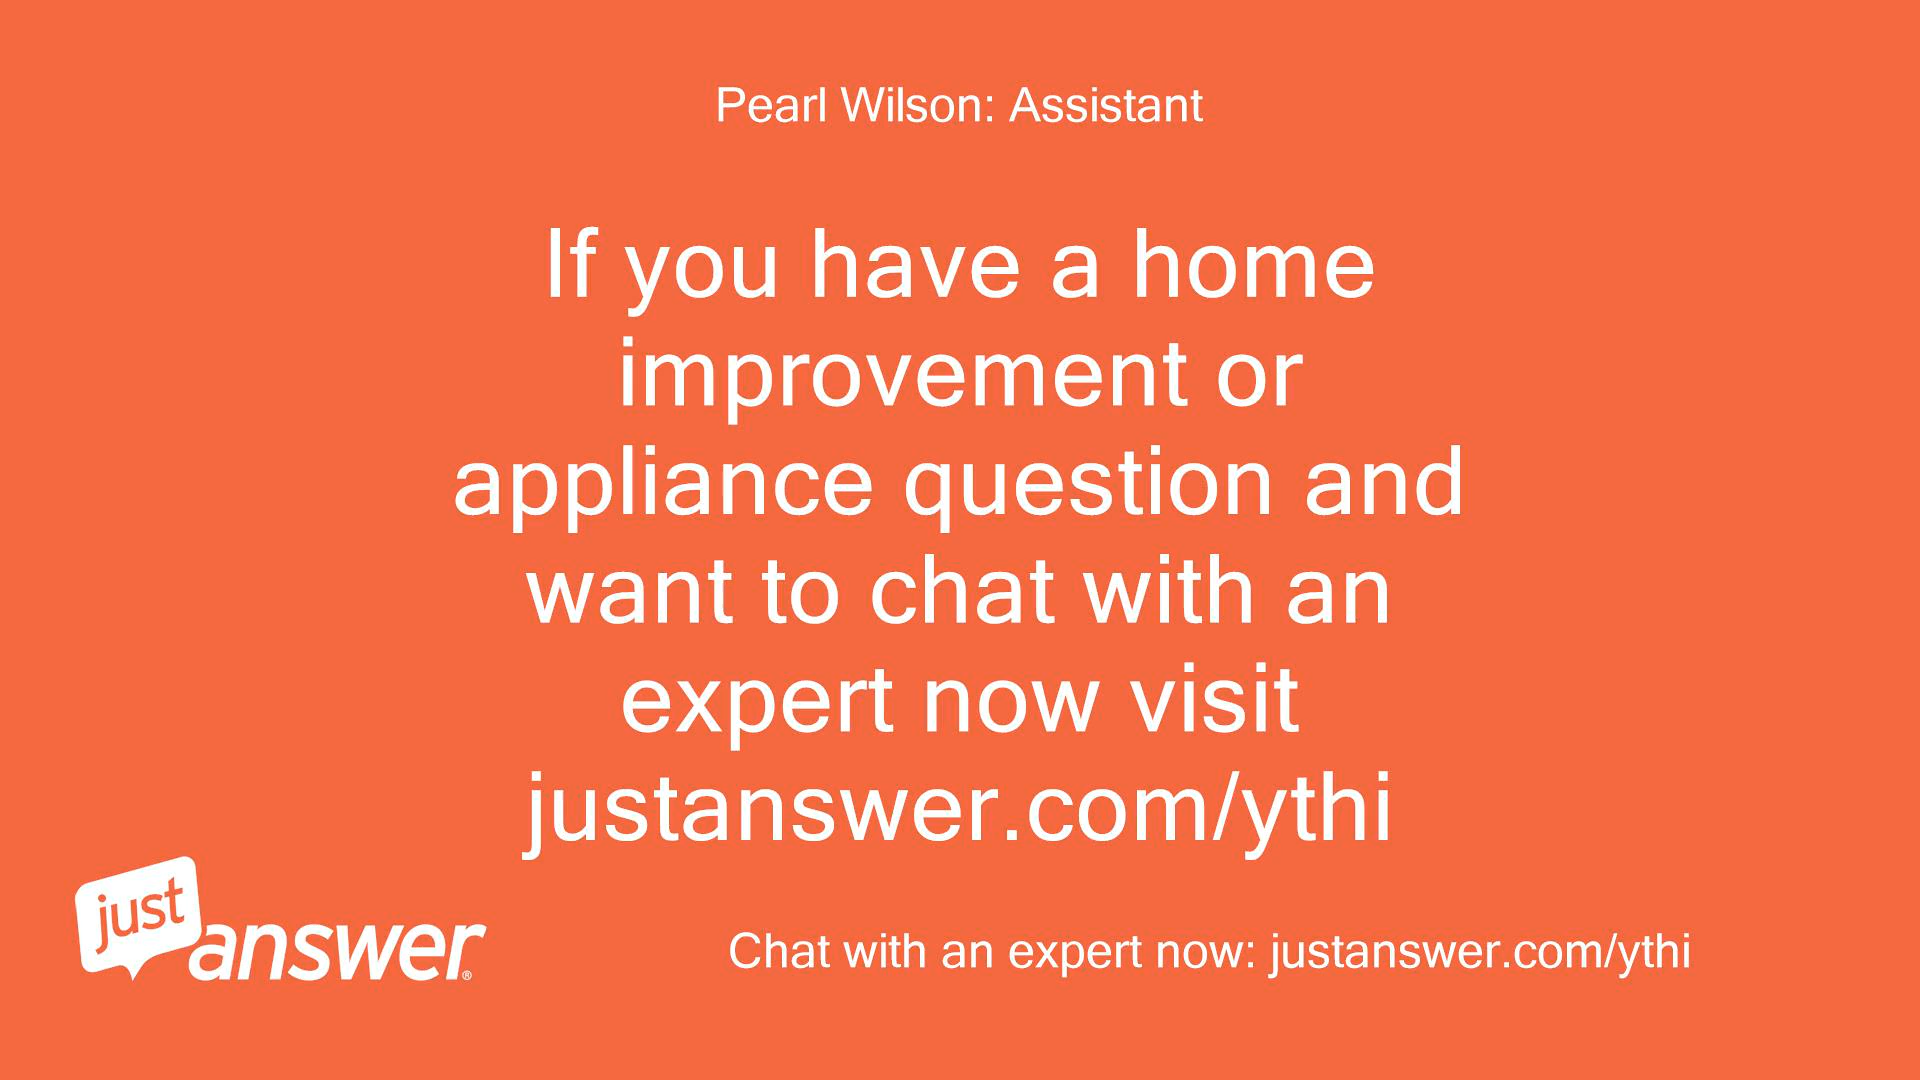 Pearl Wilson: Assistant
If you have a home
improvement or
appliance question and
want to chat with an
expert now visit
justanswer.com/ythi
just
answer®
Chat with an expert now: justanswer.com/ythi